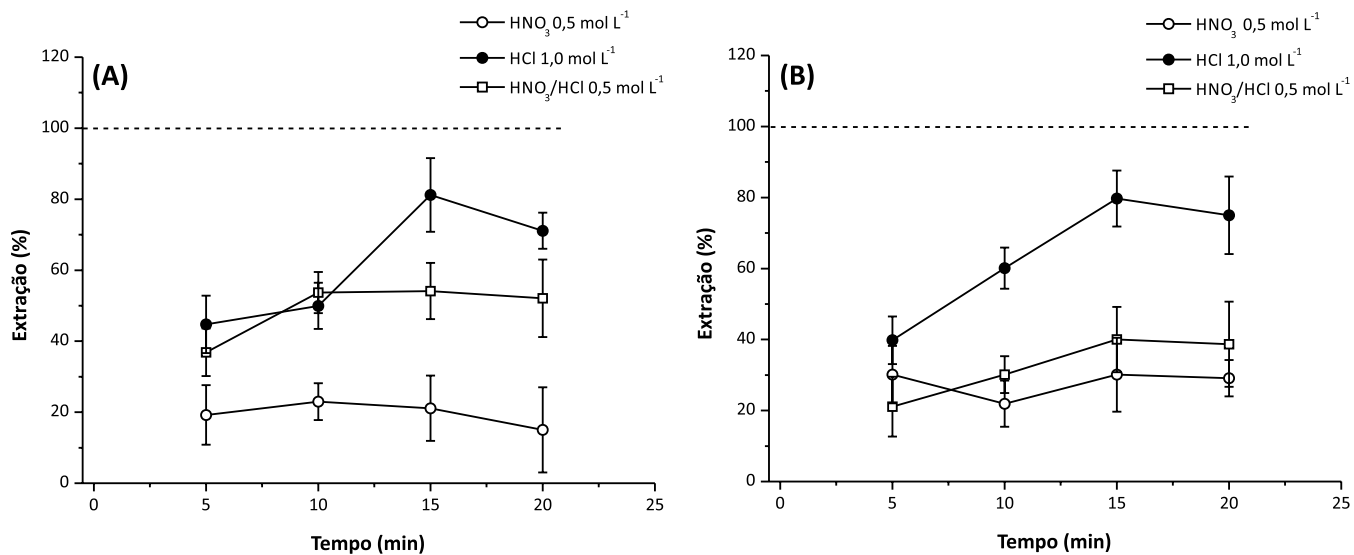 HNO₃ 0,5 mol L⁻¹
HCl 1,0 mol L⁻¹
HNO₃/HCl 0,5 mol L⁻¹
(A)
120
100
80
60
40
20
0
Extração (%)
0 5 10 15 20 25
Tempo (min)
HNO₃ 0,5 mol L⁻¹
HCl 1,0 mol L⁻¹
HNO₃/HCl 0,5 mol L⁻¹
(B)
120
100
80
60
40
20
0
Extração (%)
0 5 10 15 20 25
Tempo (min)